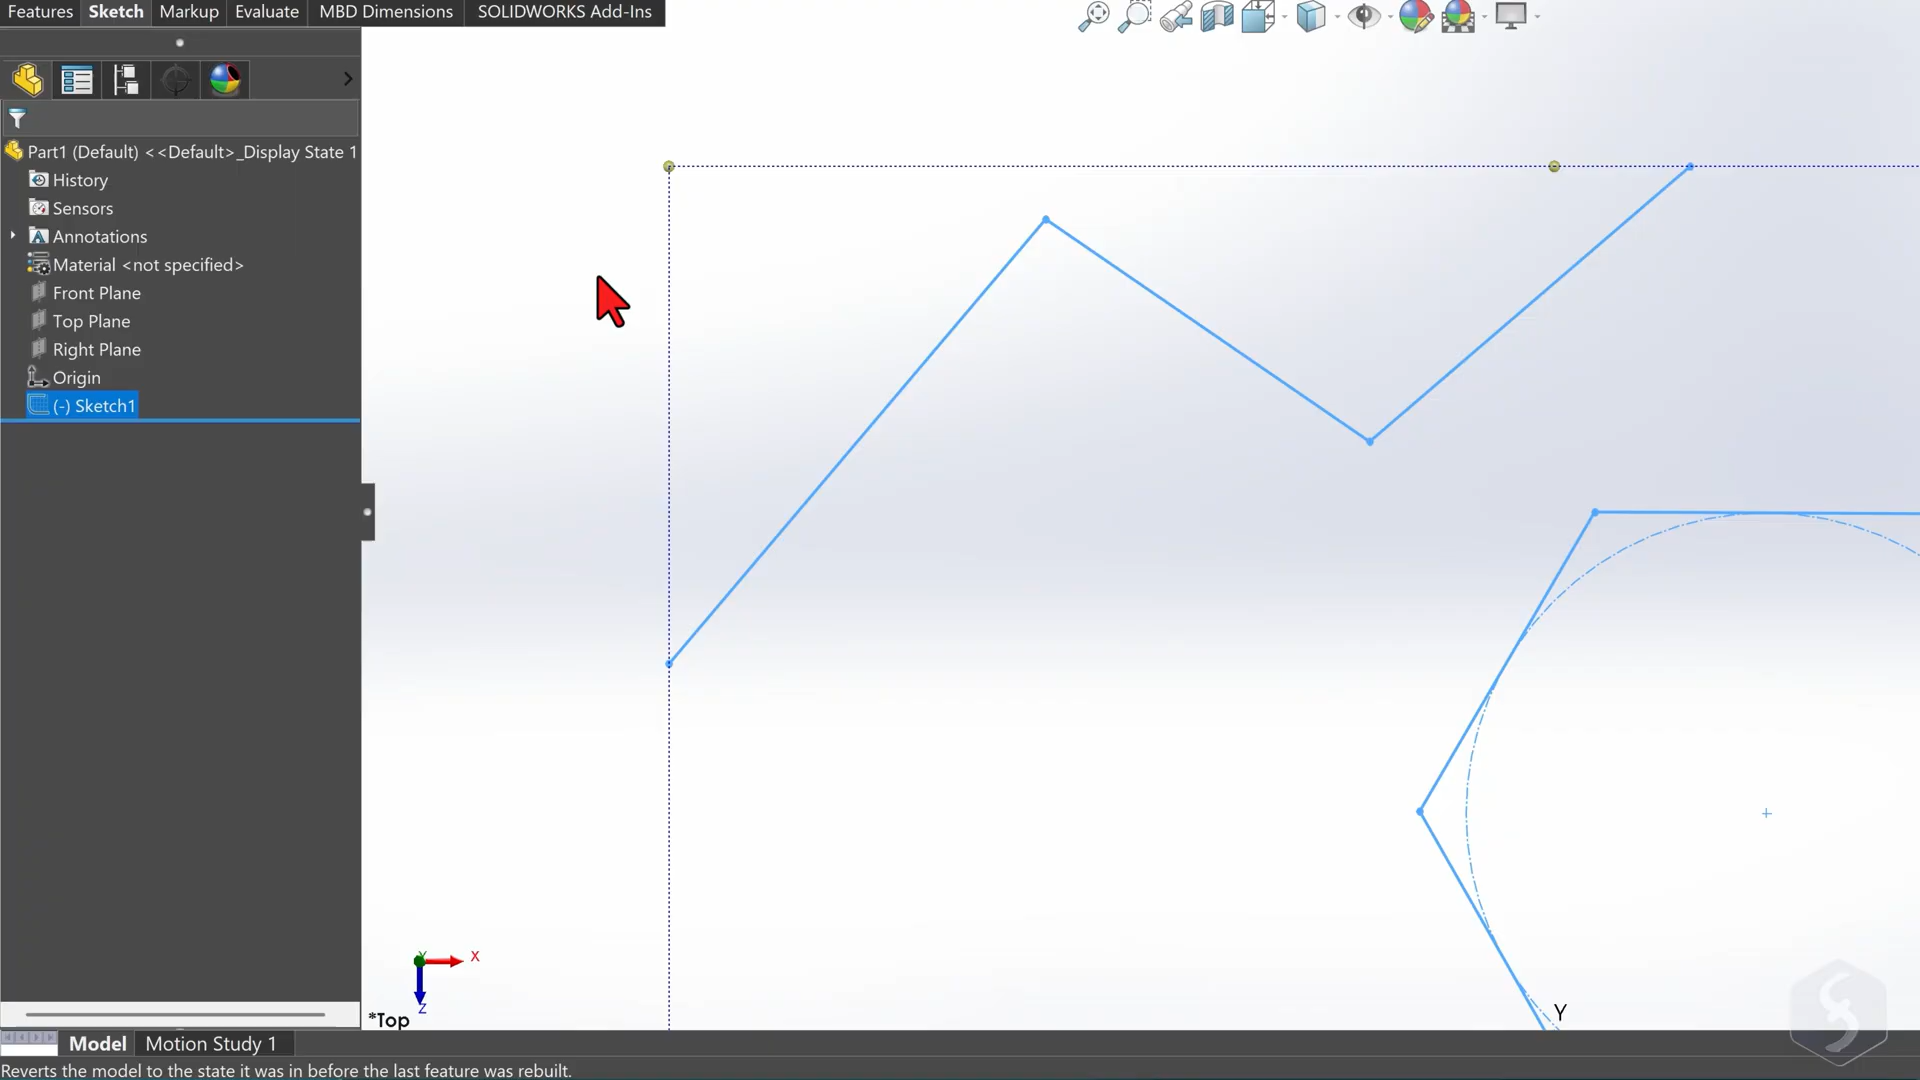 Features Sketch Markup Evaluate MBD Dimensions SOLIDWORKS Add-Ins
Part1 (Default) <<Default>_Display State 1
History
Sensors
Annotations
Material <not specified>
Front Plane
Top Plane
Right Plane
Origin
(-) Sketch1
Y
X
Z
*Top
Y
Model Motion Study 1
Reverts the model to the state it was in before the last feature was rebuilt.